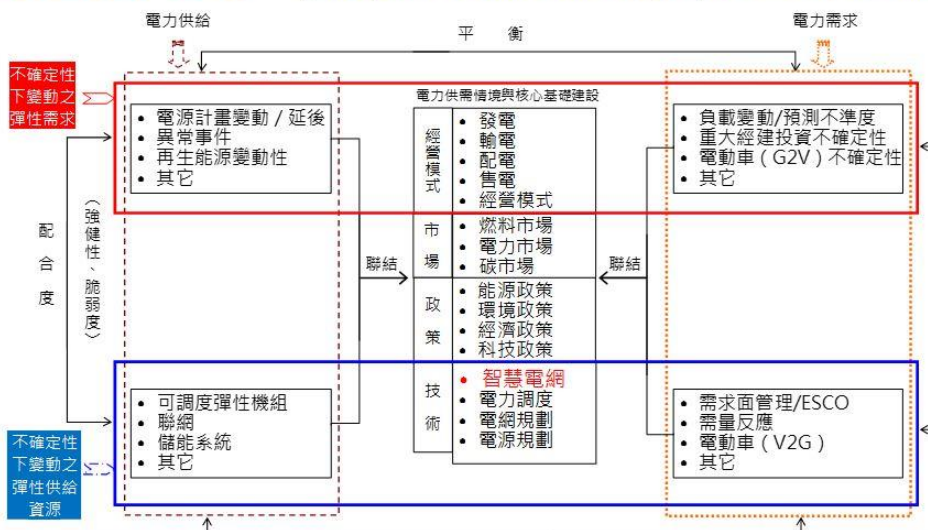 電力供給
電力需求
平 衡
不確定性
下變動之
彈性需求
• 電源計畫變動 / 延後
• 異常事件
• 再生能源變動性
• 其它
電力供需情境與核心基礎建設
經營模式
• 發電
• 輸電
• 配電
• 售電
• 經營模式
• 負載變動/預測不準度
• 重大經建投資不確定性
• 電動車（G2V）不確定性
• 其它
配合度
（強健性、脆弱度）
市場
• 燃料市場
• 電力市場
• 碳市場
聯結
聯結
政策
• 能源政策
• 環境政策
• 經濟政策
• 科技政策
技術
• 智慧電網
• 電力調度
• 電網規劃
• 電源規劃
不確定性
下變動之
彈性供給
資源
• 可調度彈性機組
• 聯網
• 儲能系統
• 其它
• 需求面管理/ESCO
• 需量反應
• 電動車（V2G）
• 其它